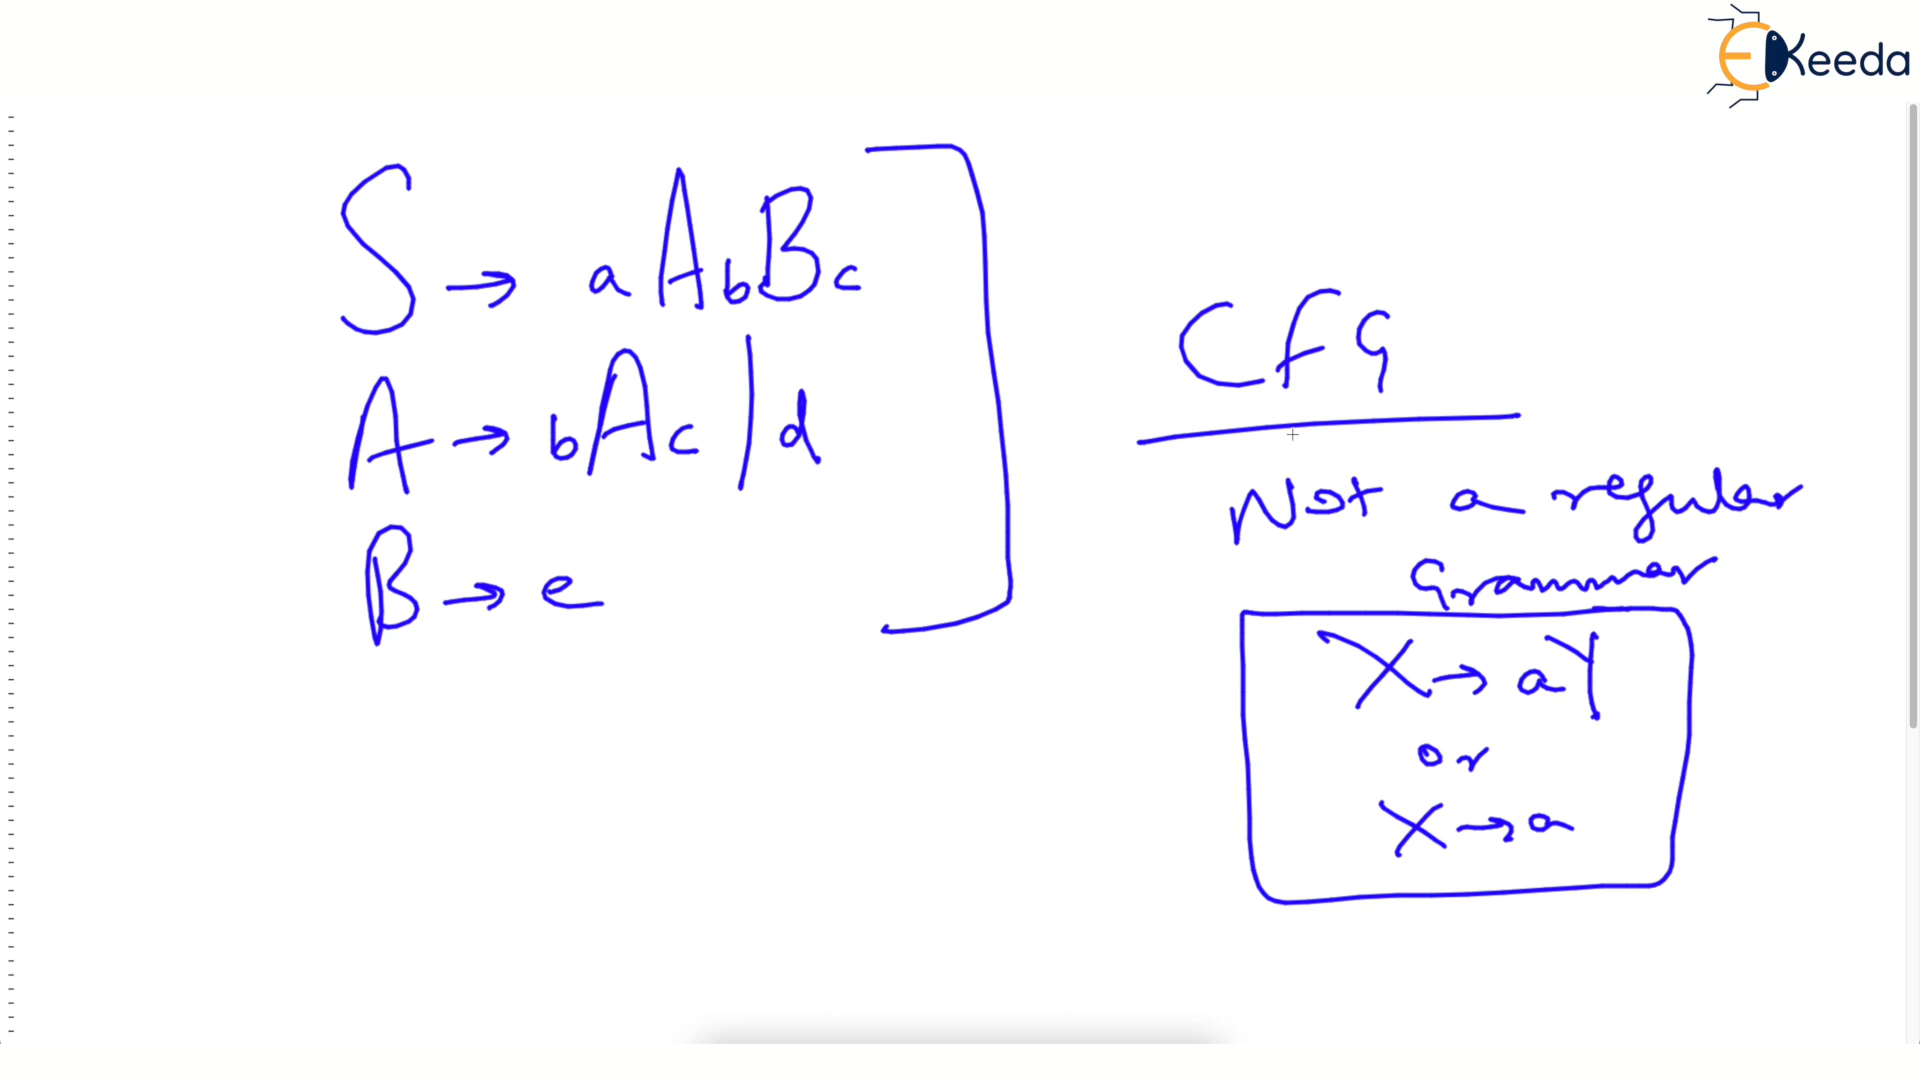 EKeeda
S → aAbBc
A → bAc | d
B → e
CFG
Not a regular
Grammar
X → aY
or
X → a